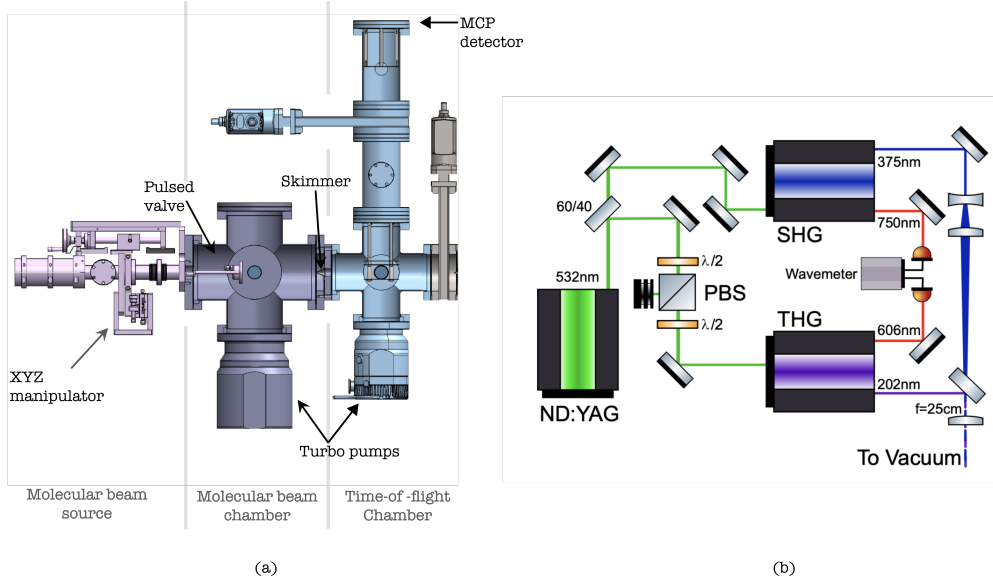 MCP
detector
Pulsed
valve
Skimmer
XYZ
manipulator
Turbo pumps
Molecular beam
source
Molecular beam
chamber
Time-of -flight
Chamber
(a)
60/40
532nm
ND:YAG
λ/2
PBS
λ/2
SHG
375nm
750nm
Wavemeter
THG
606nm
202nm
f=25cm
To Vacuum
(b)